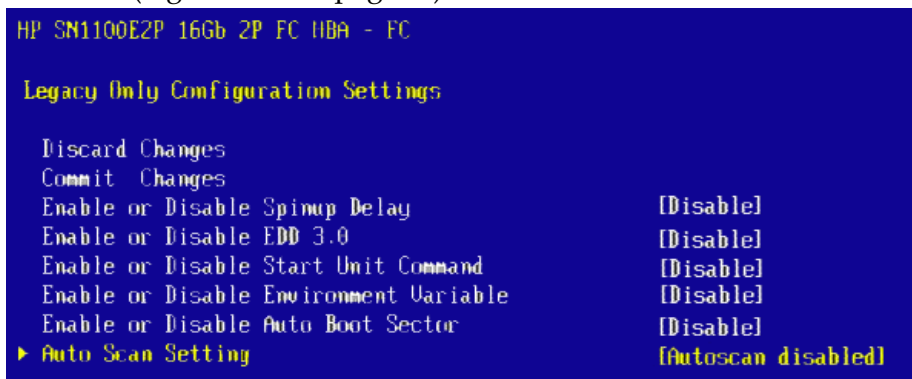 HP SN1100E2P 16Gb 2P FC HBA - FC
Legacy Only Configuration Settings
Discard Changes
Commit Changes
Enable or Disable Spinup Delay [Disable]
Enable or Disable EDD 3.0 [Disable]
Enable or Disable Start Unit Command [Disable]
Enable or Disable Environment Variable [Disable]
Enable or Disable Auto Boot Sector [Disable]
▶ Auto Scan Setting [Autoscan disabled]